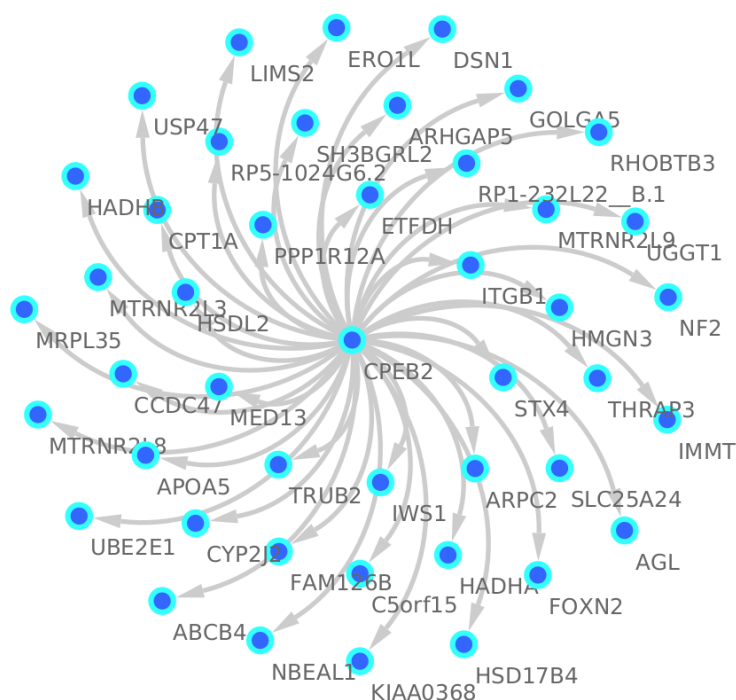 ERO1L
DSN1
LIMS2
GOLGA5
USP47
ARHGAP5
SH3BGRL2
RHOBTB3
RP5-1024G6.2
RP1-232L22__B.1
HADHB
ETFDH
CPT1A
MTRNR2L9
UGGT1
PPP1R12A
ITGB1
MTRNR2L3
HSDL2
NF2
MRPL35
HMGN3
CPEB2
CCDC47
STX4
THRAP3
MED13
MTRNR2L8
IMMT
APOA5
TRUB2
ARPC2
SLC25A24
IWS1
UBE2E1
CYP2J2
AGL
FAM126B
HADHA
C5orf15
FOXN2
ABCB4
NBEAL1
HSD17B4
KIAA0368